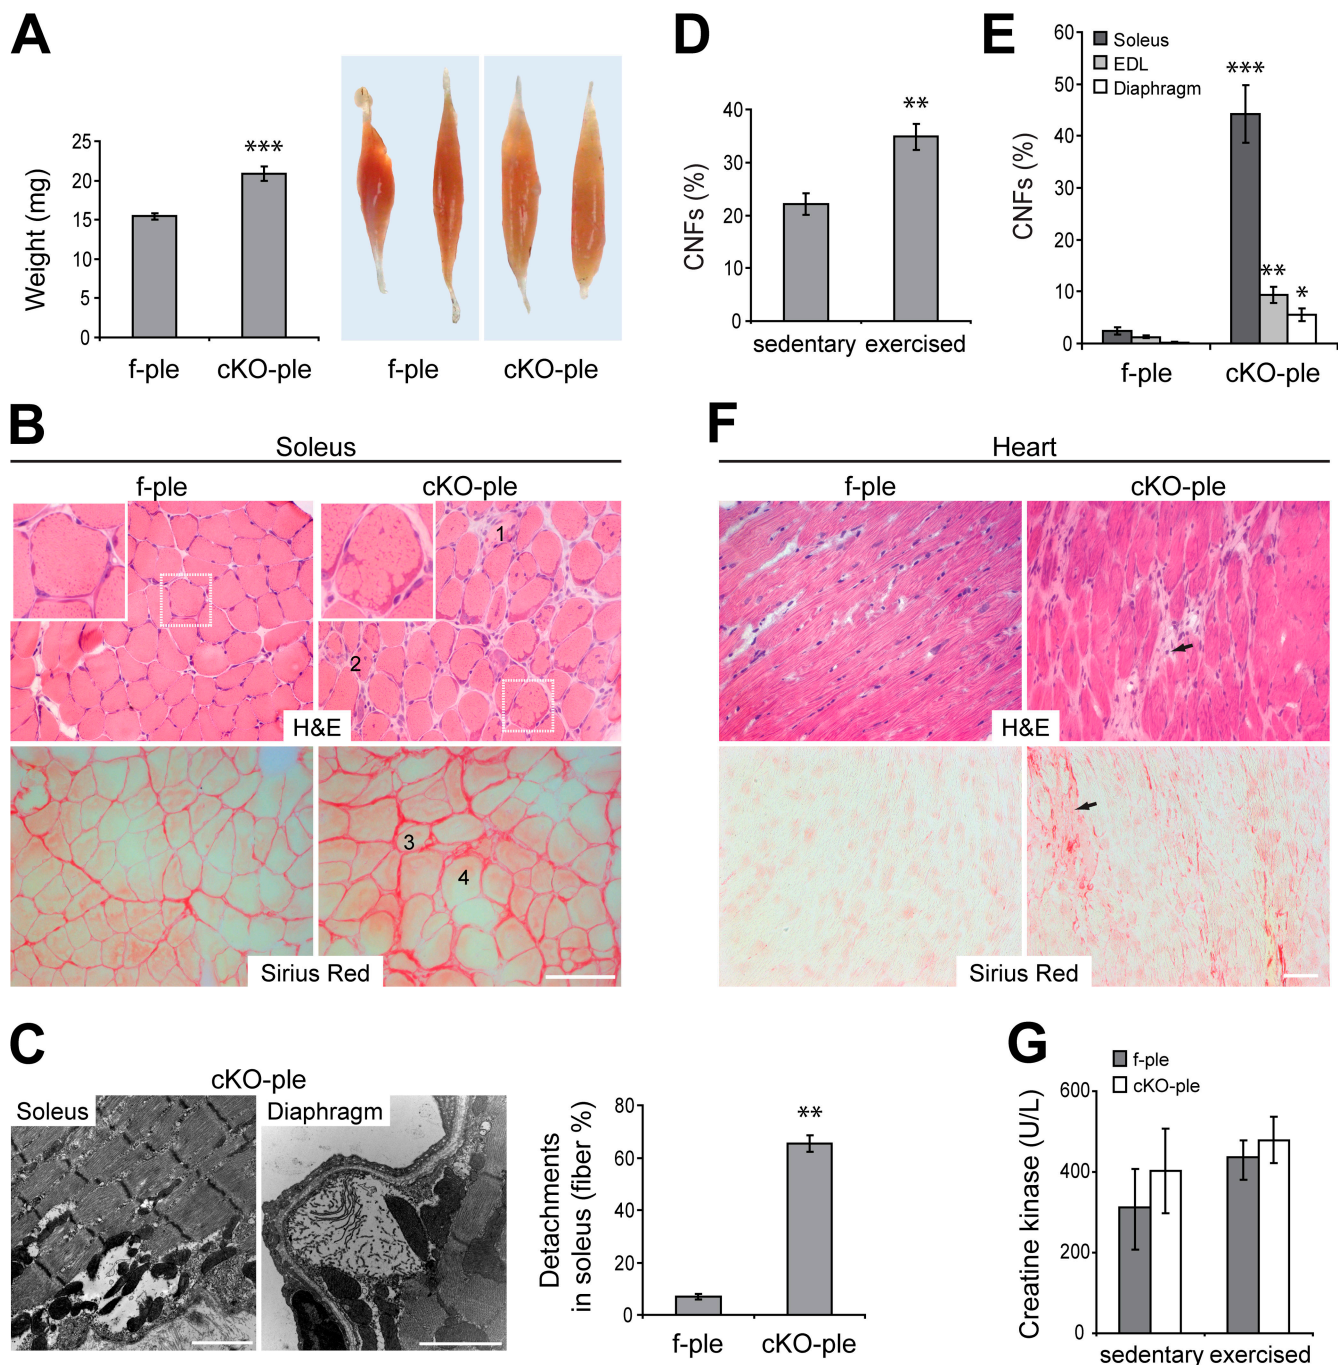 A
Weight (mg)
25
20
15
10
5
0
***
f-ple
cKO-ple
f-ple
cKO-ple
D
CNFs (%)
40
30
20
10
0
**
sedentary
exercised
E
CNFs (%)
60
50
40
30
20
10
0
Soleus
EDL
Diaphragm
***
**
*
f-ple
cKO-ple
B
Soleus
f-ple
cKO-ple
1
2
H&E
3
4
Sirius Red
F
Heart
f-ple
cKO-ple
H&E
Sirius Red
C
cKO-ple
Soleus
Diaphragm
Detachments
in soleus (fiber %)
80
60
40
20
0
**
f-ple
cKO-ple
G
f-ple
cKO-ple
Creatine kinase (U/L)
600
400
200
0
sedentary
exercised